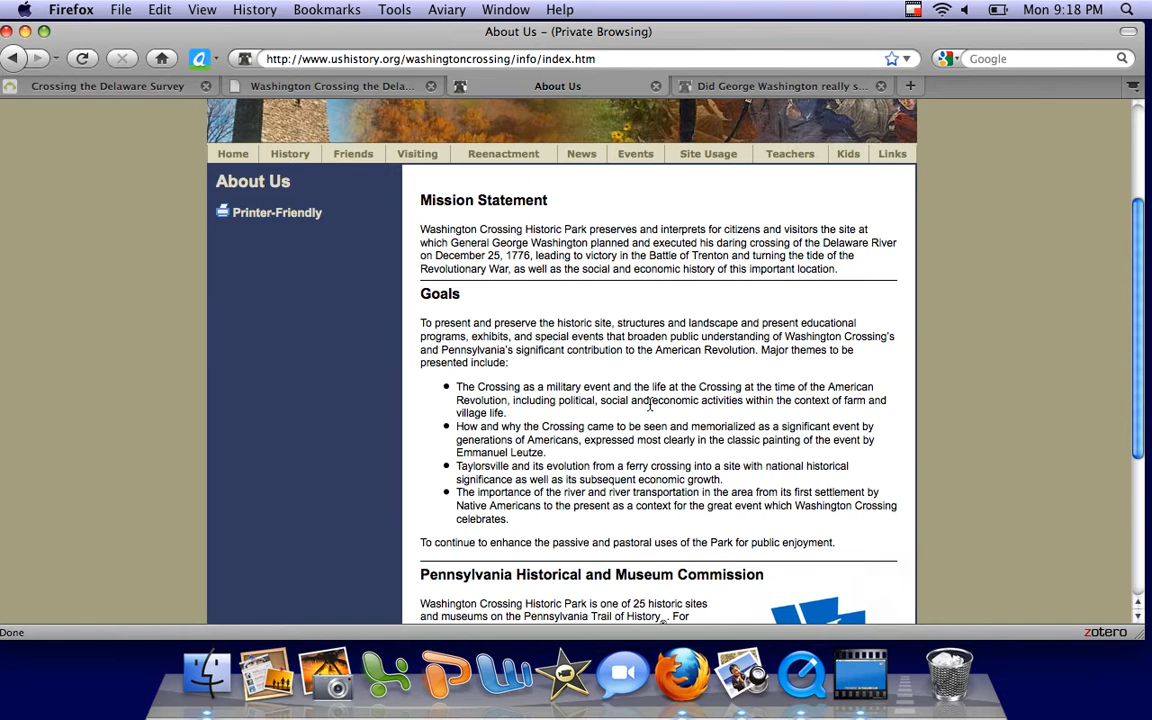 Firefox File Edit View History Bookmarks Tools Aviary Window Help Mon 9:18 PM
About Us – (Private Browsing)
http://www.ushistory.org/washingtoncrossing/info/index.htm Google
Crossing the Delaware Survey Washington Crossing the Dela... About Us Did George Washington really s...
Home History Friends Visiting Reenactment News Events Site Usage Teachers Kids Links
About Us
Printer-Friendly
Mission Statement
Washington Crossing Historic Park preserves and interprets for citizens and visitors the site at
which General George Washington planned and executed his daring crossing of the Delaware River
on December 25, 1776, leading to victory in the Battle of Trenton and turning the tide of the
Revolutionary War, as well as the social and economic history of this important location.
Goals
To present and preserve the historic site, structures and landscape and present educational
programs, exhibits, and special events that broaden public understanding of Washington Crossing's
and Pennsylvania's significant contribution to the American Revolution. Major themes to be
presented include:
The Crossing as a military event and the life at the Crossing at the time of the American
Revolution, including political, social and economic activities within the context of farm and
village life.
How and why the Crossing came to be seen and memorialized as a significant event by
generations of Americans, expressed most clearly in the classic painting of the event by
Emmanuel Leutze.
Taylorsville and its evolution from a ferry crossing into a site with national historical
significance as well as its subsequent economic growth.
The importance of the river and river transportation in the area from its first settlement by
Native Americans to the present as a context for the great event which Washington Crossing
celebrates.
To continue to enhance the passive and pastoral uses of the Park for public enjoyment.
Pennsylvania Historical and Museum Commission
Washington Crossing Historic Park is one of 25 historic sites
and museums on the Pennsylvania Trail of History . For
Done zotero